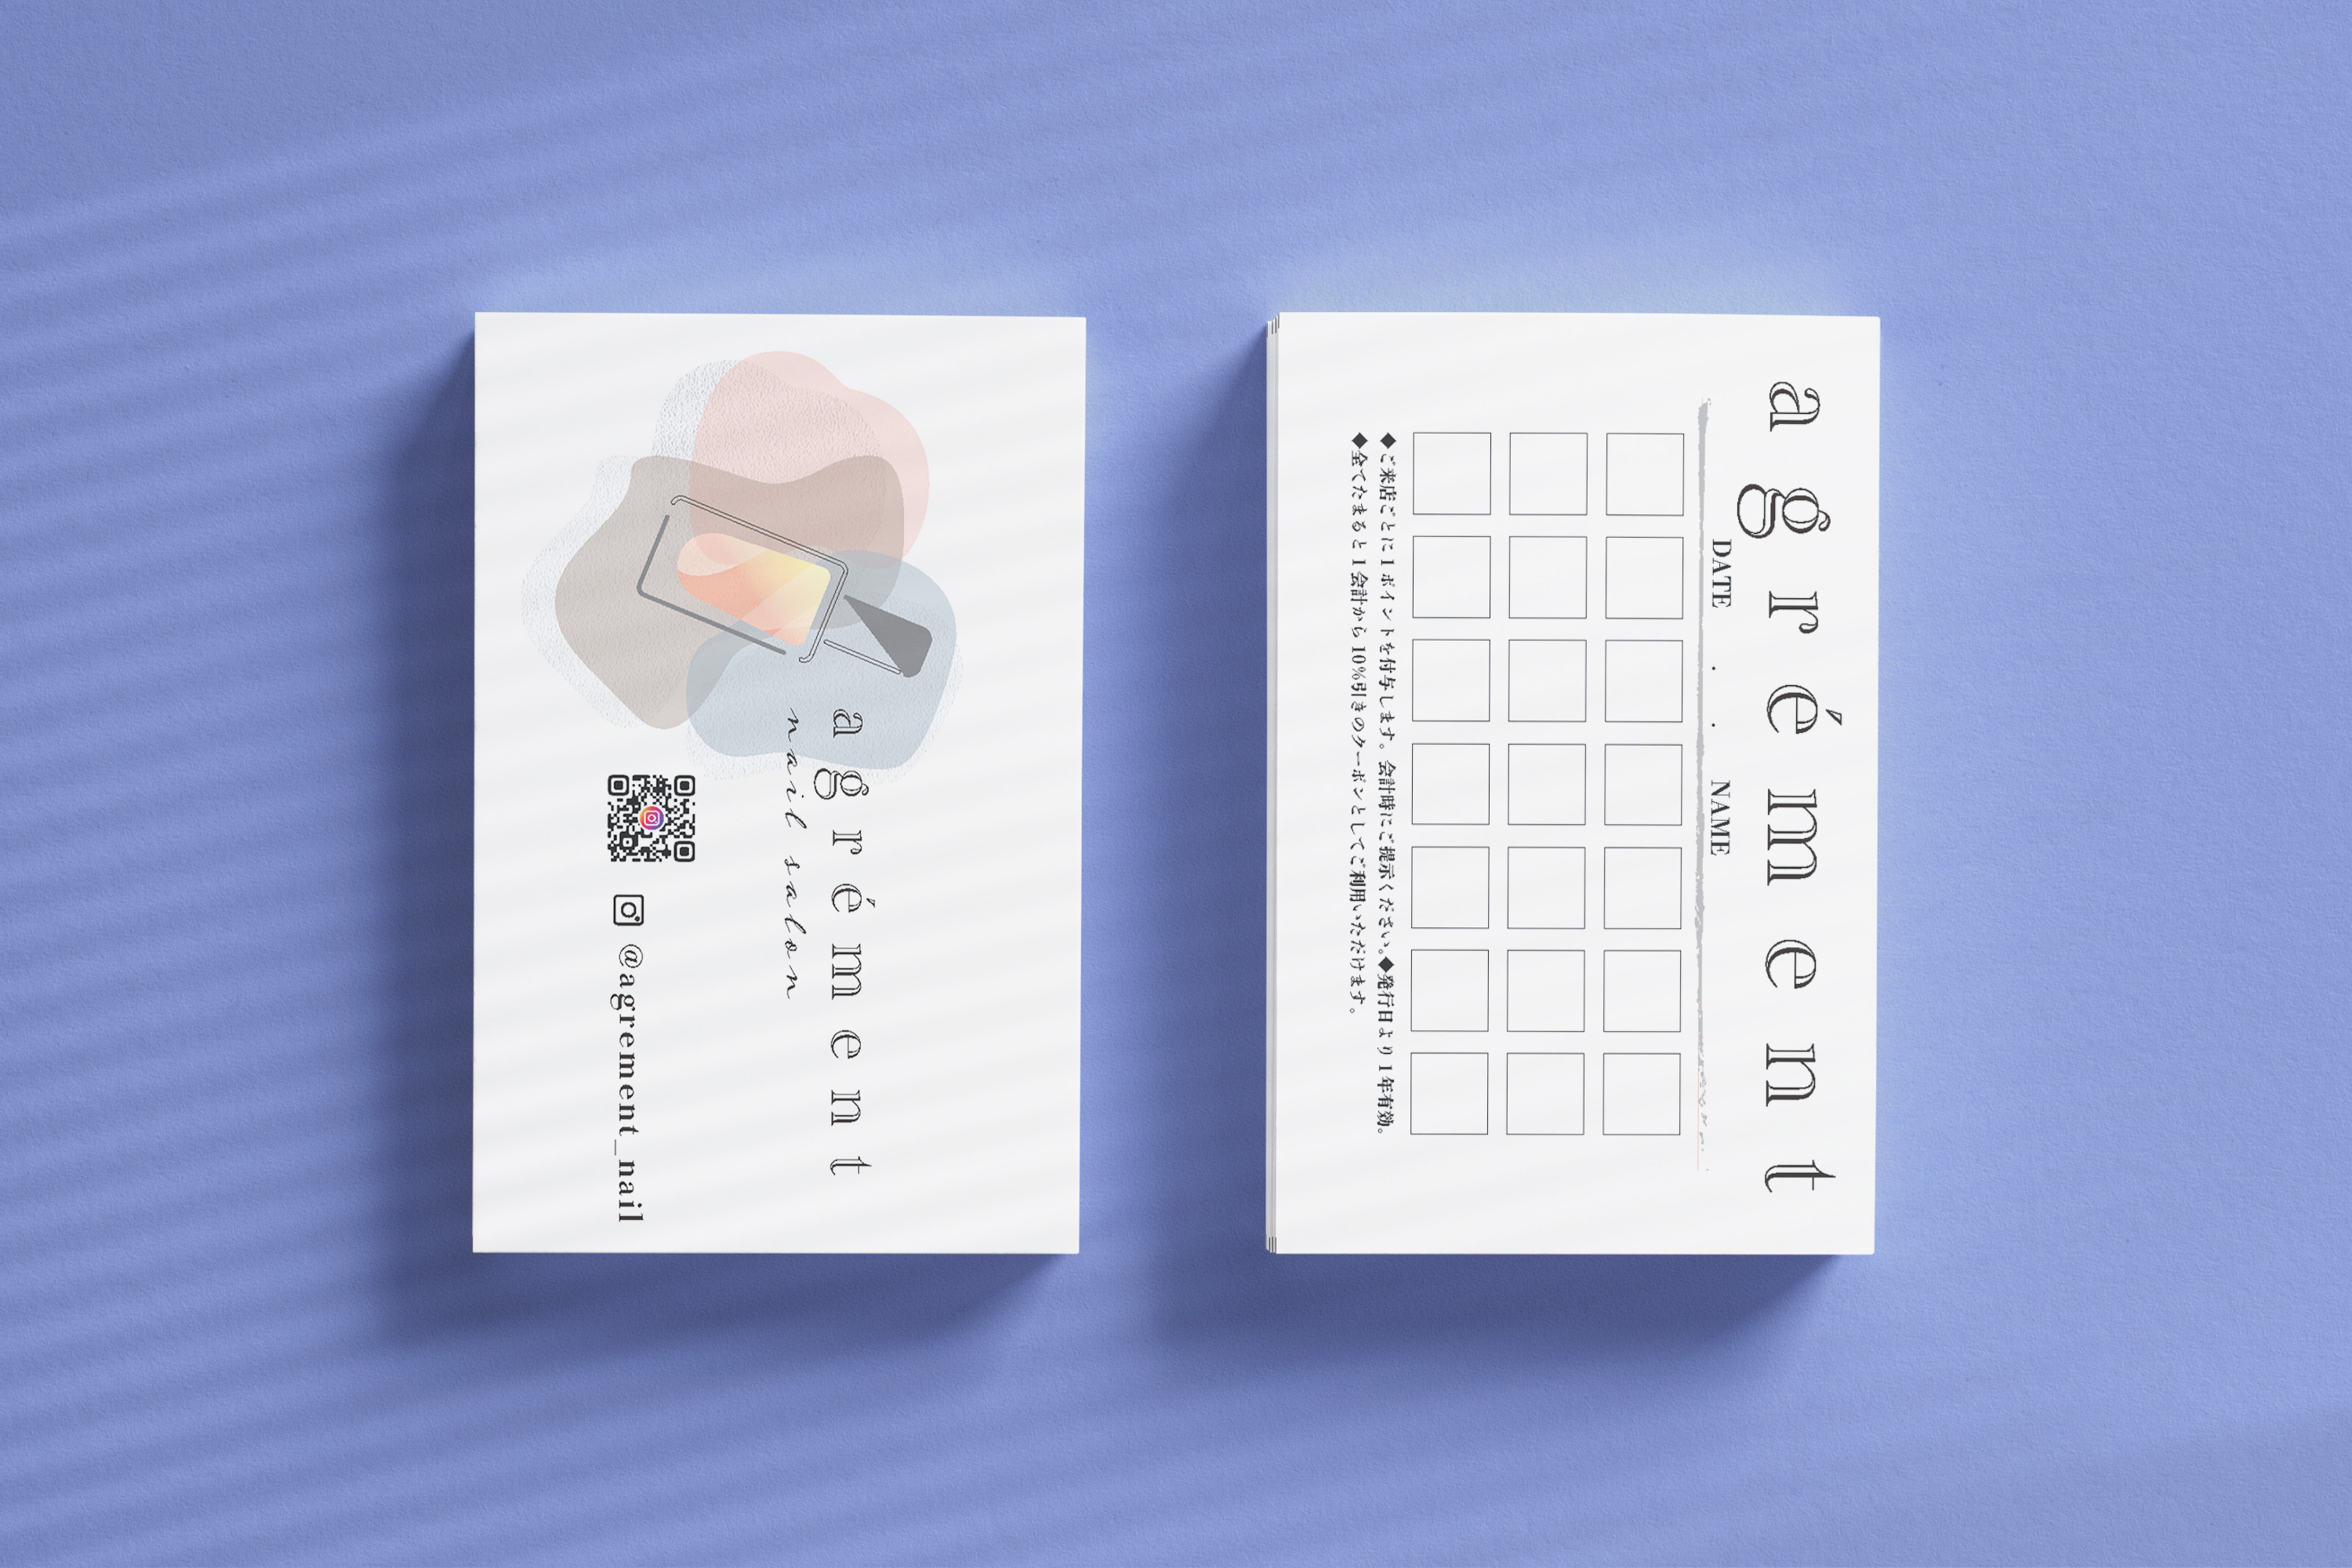 agrément
nail salon
@agrement_nail
agrément
DATE . . NAME
◆ご来店ごとに1ポイントを付与します。会計時にご提示ください。◆発行日より1年有効。
◆全てたまると1会計から10%引きのクーポンとしてご利用いただけます。